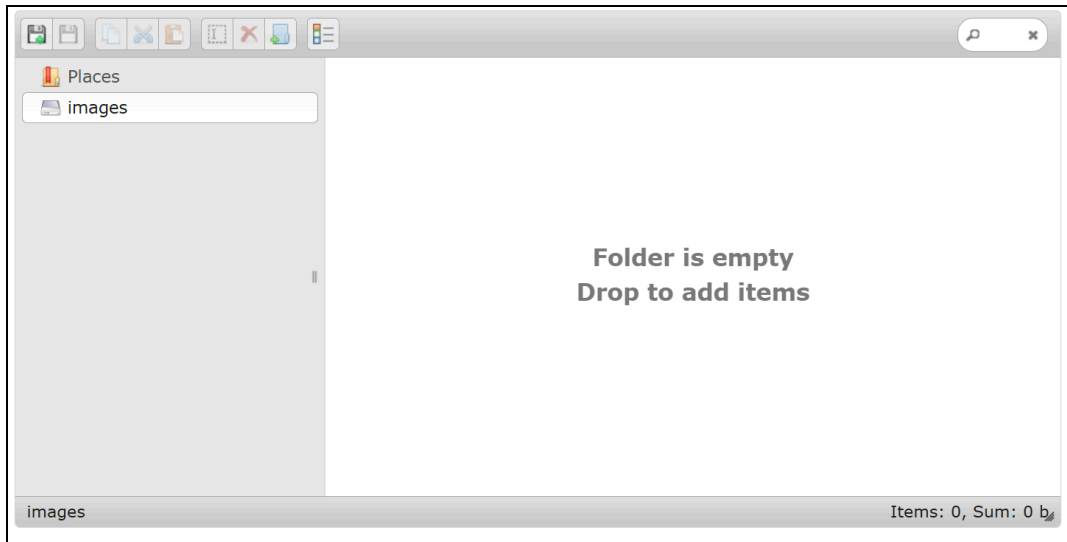 Places
images
Folder is empty
Drop to add items
images
Items: 0, Sum: 0 b